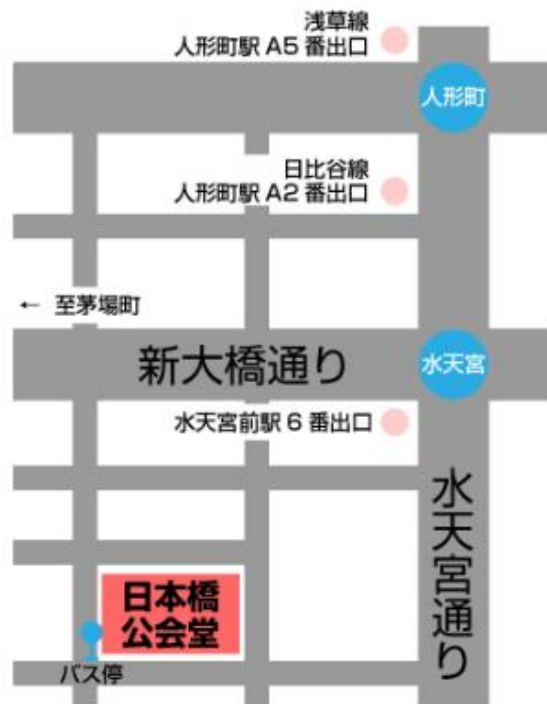 浅草線
人形町駅 A5 番出口
人形町
日比谷線
人形町駅 A2 番出口
← 至茅場町
新大橋通り
水天宮
水天宮前駅 6 番出口
水天宮通り
日本橋
公会堂
バス停